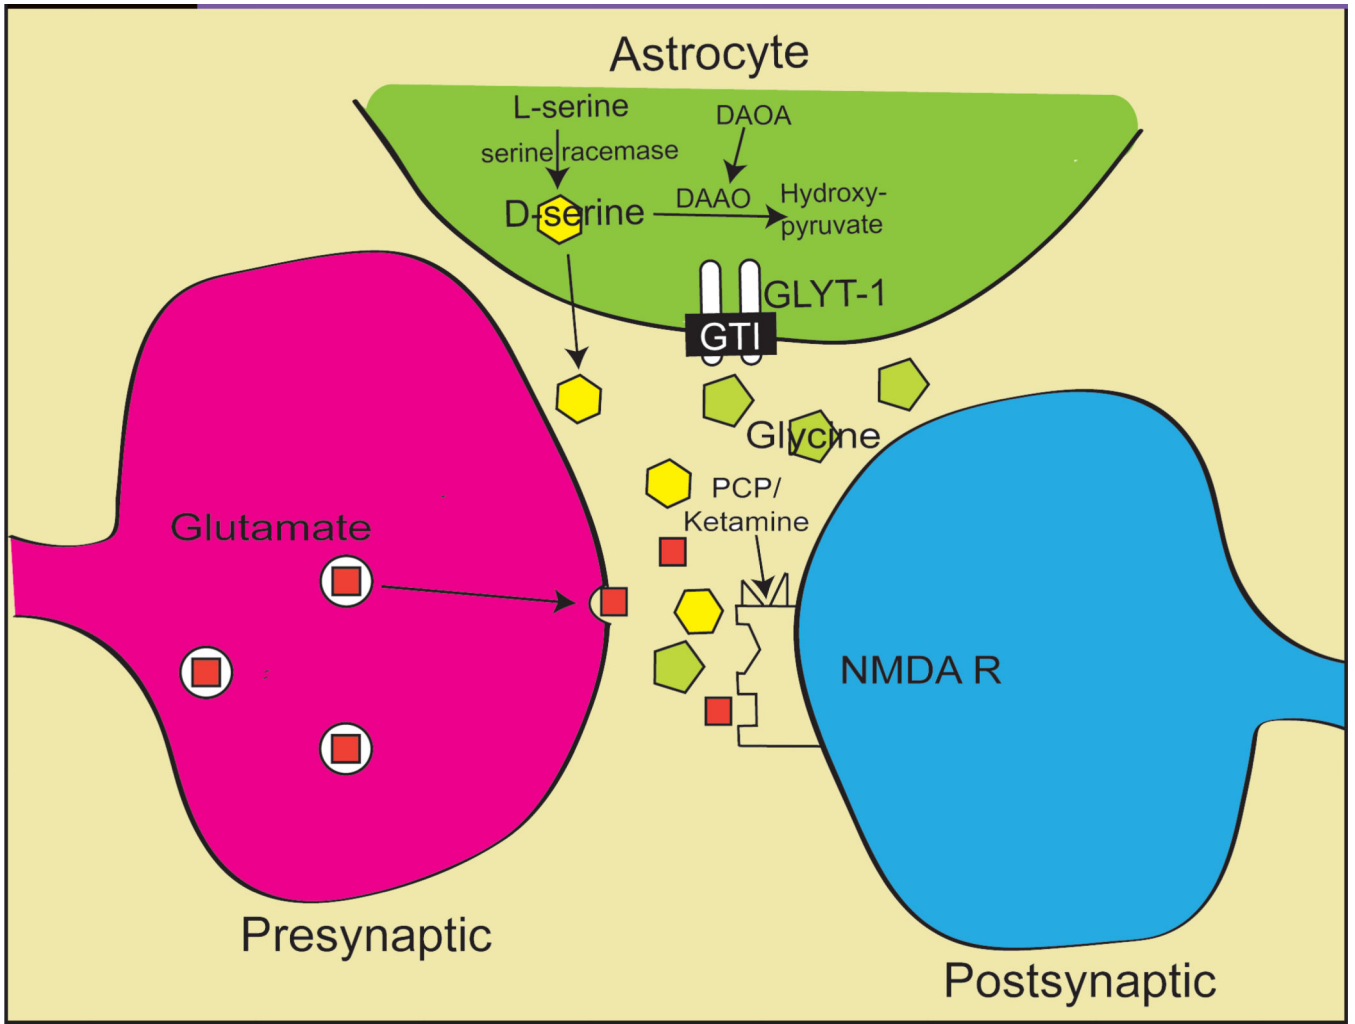 Astrocyte
L-serine
DAOA
serine racemase
D-serine
DAAO
Hydroxy-
pyruvate
GLYT-1
GTI
Glycine
PCP/
Ketamine
Glutamate
NMDA R
Presynaptic
Postsynaptic